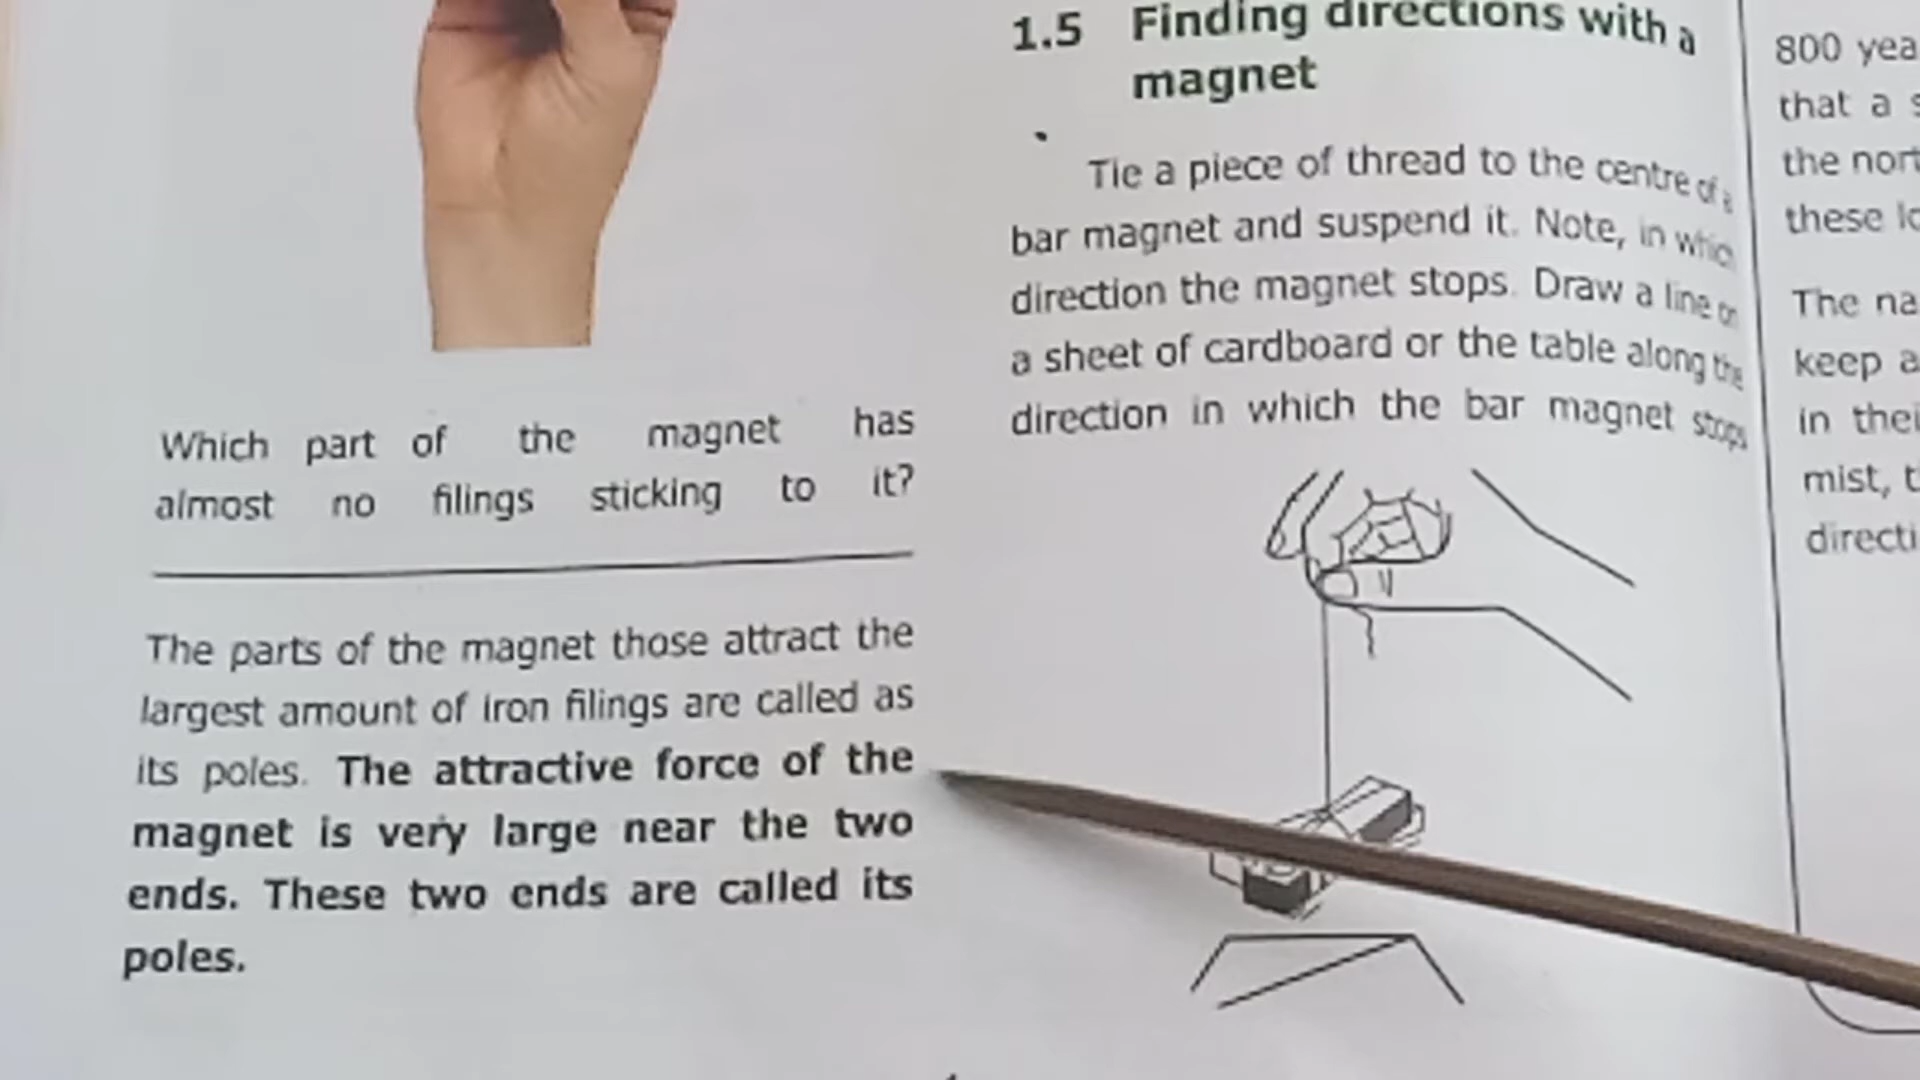 Which part of the magnet has
almost no filings sticking to it?
The parts of the magnet those attract the
largest amount of iron filings are called as
its poles. The attractive force of the
magnet is very large near the two
ends. These two ends are called its
poles.
1.5 Finding directions with a
magnet
Tie a piece of thread to the centre of a
bar magnet and suspend it. Note, in which
direction the magnet stops. Draw a line on
a sheet of cardboard or the table along the
direction in which the bar magnet stops
800 yea
that a s
the nort
these lo
The na
keep a
in thei
mist, t
directi